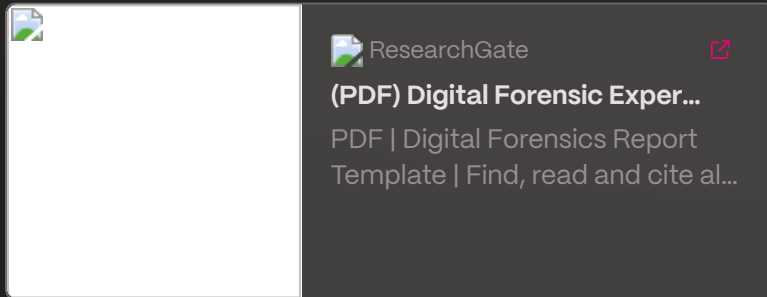 ResearchGate
(PDF) Digital Forensic Exper...
PDF | Digital Forensics Report
Template | Find, read and cite al...